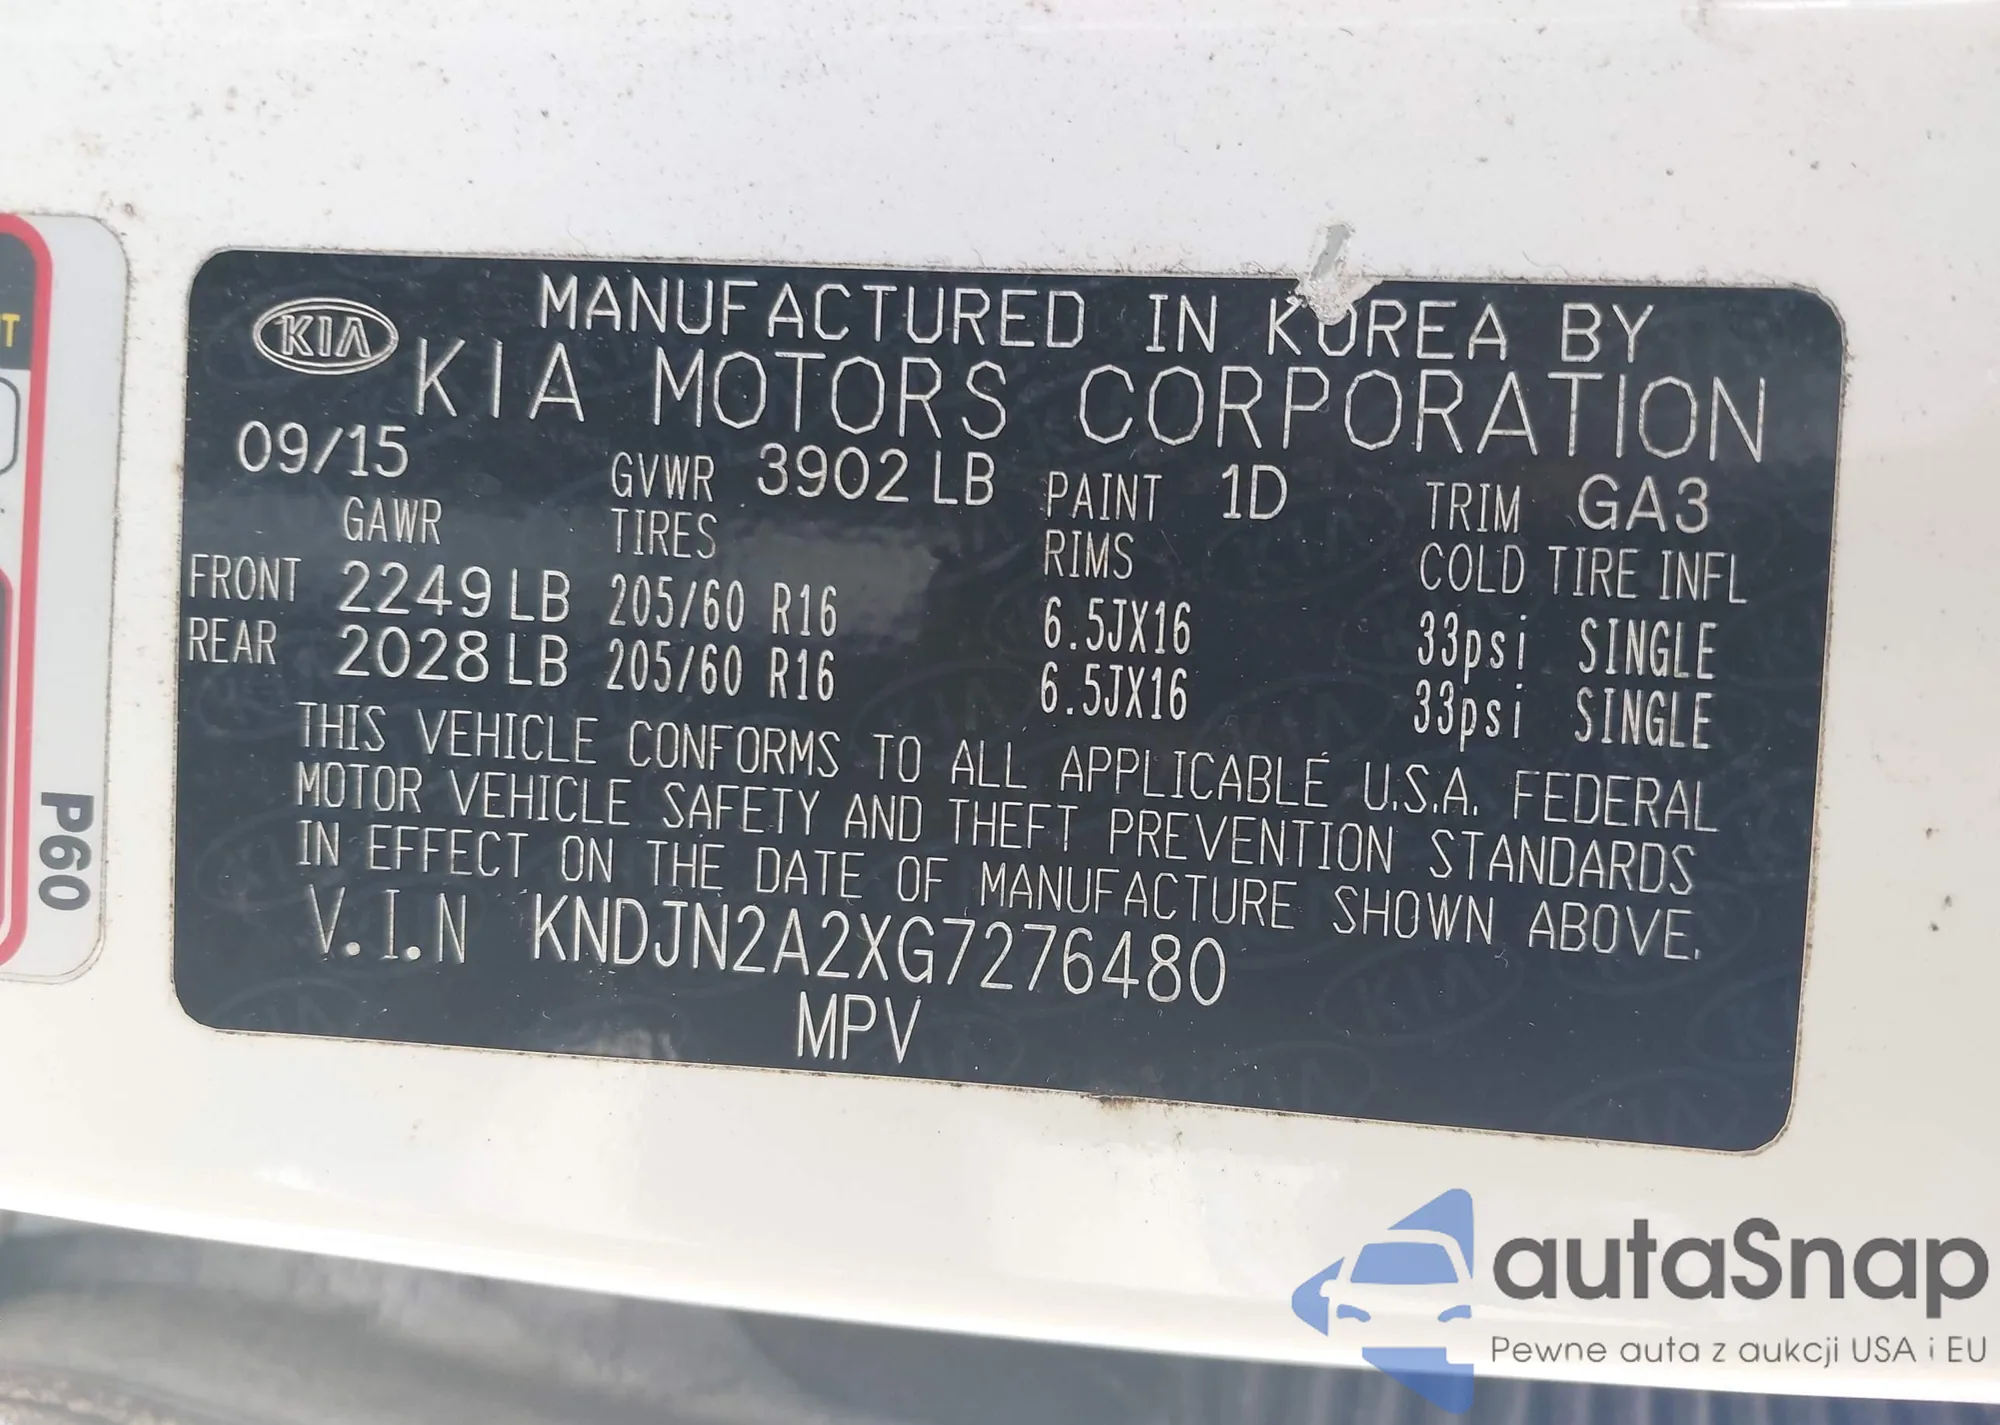 KIA
MANUFACTURED IN KOREA BY
KIA MOTORS CORPORATION
09/15 GVWR 3902 LB PAINT 1D TRIM GA3
GAWR TIRES RIMS COLD TIRE INFL
FRONT 2249 LB 205/60 R16 6.5JX16 33psi SINGLE
REAR 2028 LB 205/60 R16 6.5JX16 33psi SINGLE
THIS VEHICLE CONFORMS TO ALL APPLICABLE U.S.A. FEDERAL
MOTOR VEHICLE SAFETY AND THEFT PREVENTION STANDARDS
IN EFFECT ON THE DATE OF MANUFACTURE SHOWN ABOVE.
V.I.N KNDJN2A2XG7276480
MPV
T
P60
autaSnap
Pewne auta z aukcji USA i EU